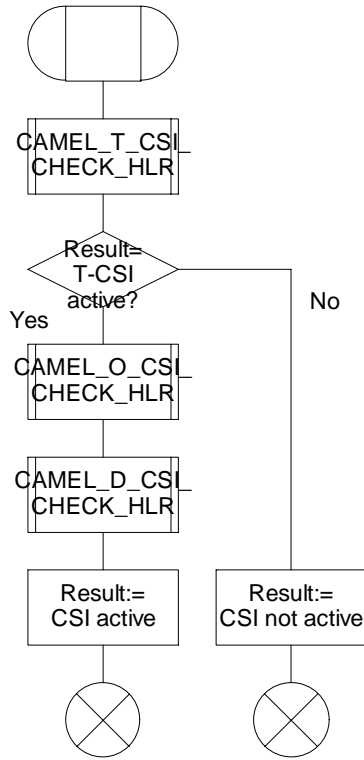 CAMEL_T_CSI_
CHECK_HLR
Result=
T-CSI
active?
Yes
No
CAMEL_O_CSI_
CHECK_HLR
CAMEL_D_CSI_
CHECK_HLR
Result:=
CSI active
Result:=
CSI not active